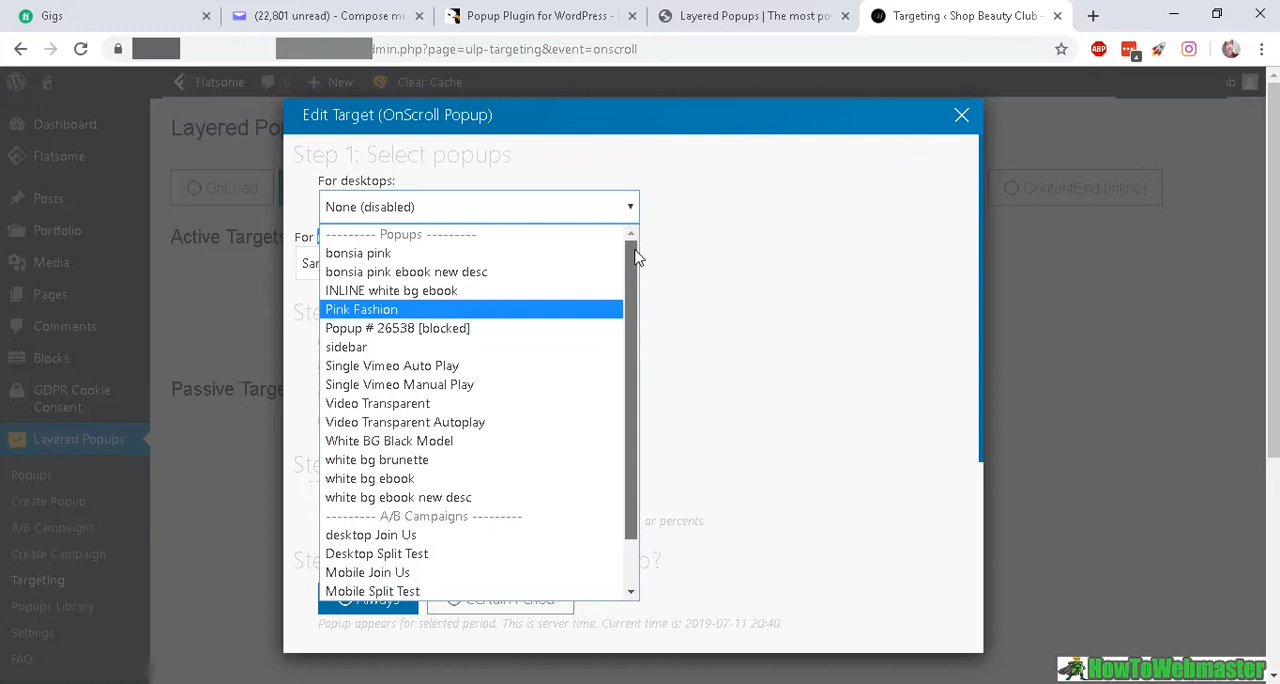 Gigs
(22,801 unread) - Compose me
Popup Plugin for WordPress -
Layered Popups | The most po
Targeting ‹ Shop Beauty Club -
dmin.php?page=ulp-targeting&event=onscroll
ABP
4
Flatsome
0
New
Clear Cache
ub
Dashboard
Flatsome
Posts
Portfolio
Media
Pages
Comments
Blocks
GDPR Cookie
Consent
Layered Popups
Popups
Create Popup
A/B Campaigns
Create Campaign
Targeting
Popups Library
Settings
FAQ
Layered Po
OnLoad
ContentEnd (Inline)
Active Targets
Passive Targ
Edit Target (OnScroll Popup)
Step 1: Select popups
For desktops:
None (disabled)
For
Sar
--------- Popups ---------
bonsia pink
bonsia pink ebook new desc
INLINE white bg ebook
Pink Fashion
Popup # 26538 [blocked]
sidebar
Single Vimeo Auto Play
Single Vimeo Manual Play
Video Transparent
Video Transparent Autoplay
White BG Black Model
white bg brunette
white bg ebook
white bg ebook new desc
--------- A/B Campaigns ---------
desktop Join Us
Desktop Split Test
Mobile Join Us
Mobile Split Test
or percents.
Always
Certain Period
Popup appears for selected period. This is server time. Current time is: 2019-07-11 20:40.
HowToWebmaster